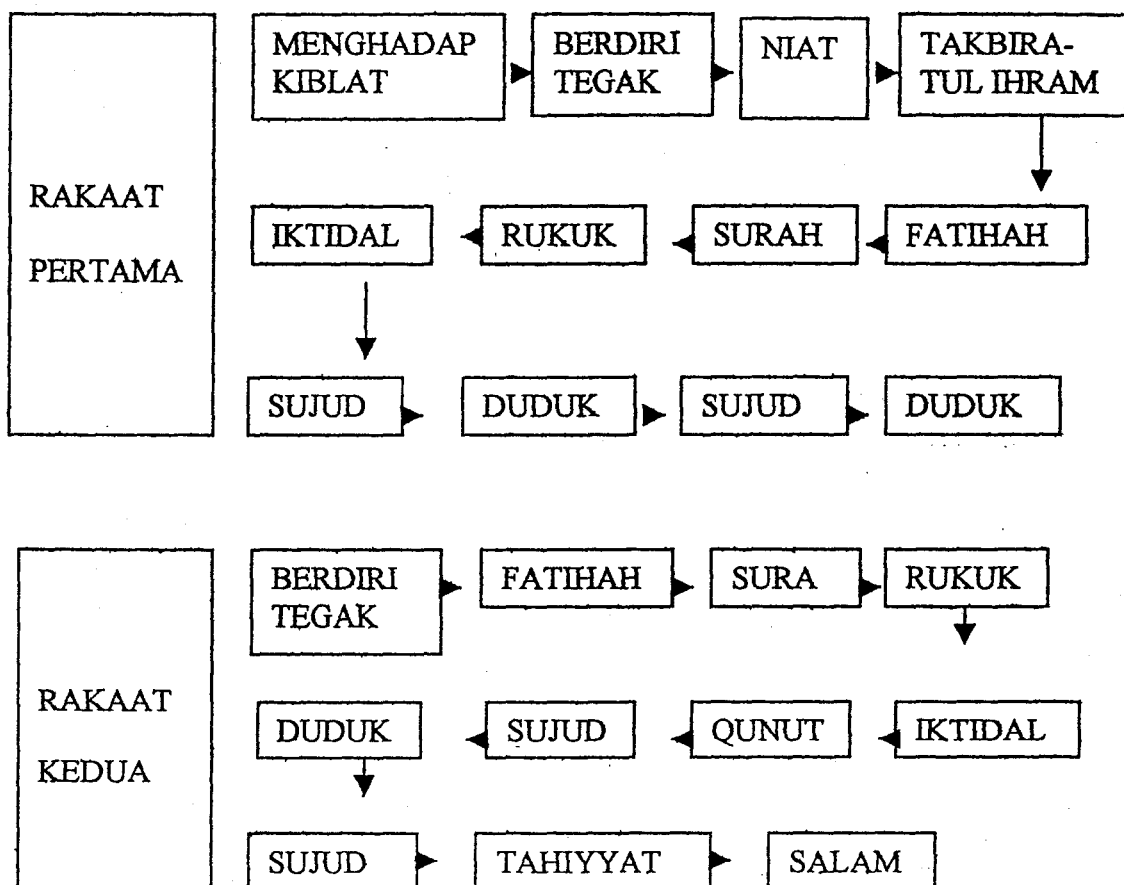 RAKAAT
PERTAMA
MENGHADAP
KIBLAT
BERDIRI
TEGAK
NIAT
TAKBIRA-
TUL IHRAM
FATIHAH
SURAH
RUKUK
IKTIDAL
SUJUD
DUDUK
SUJUD
DUDUK
RAKAAT
KEDUA
BERDIRI
TEGAK
FATIHAH
SURA
RUKUK
IKTIDAL
QUNUT
SUJUD
DUDUK
SUJUD
TAHIYYAT
SALAM